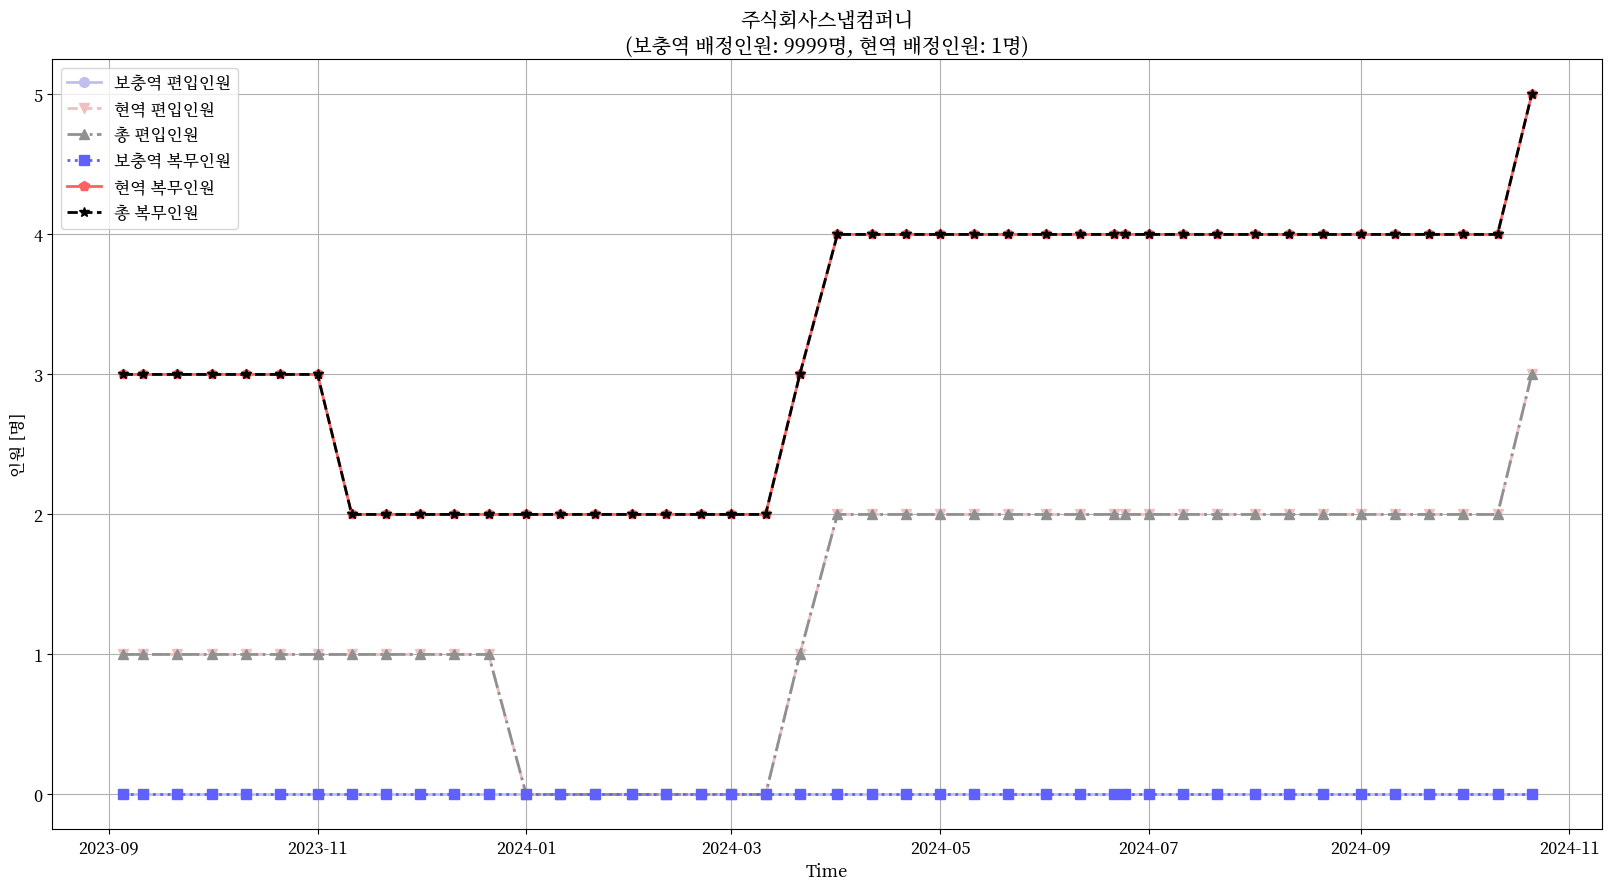 주식회사스냅컴퍼니
(보충역 배정인원: 9999명, 현역 배정인원: 1명)
보충역 편입인원
현역 편입인원
총 편입인원
보충역 복무인원
현역 복무인원
총 복무인원
인원 [명]
5
4
3
2
1
0
2023-09
2023-11
2024-01
2024-03
2024-05
2024-07
2024-09
2024-11
Time